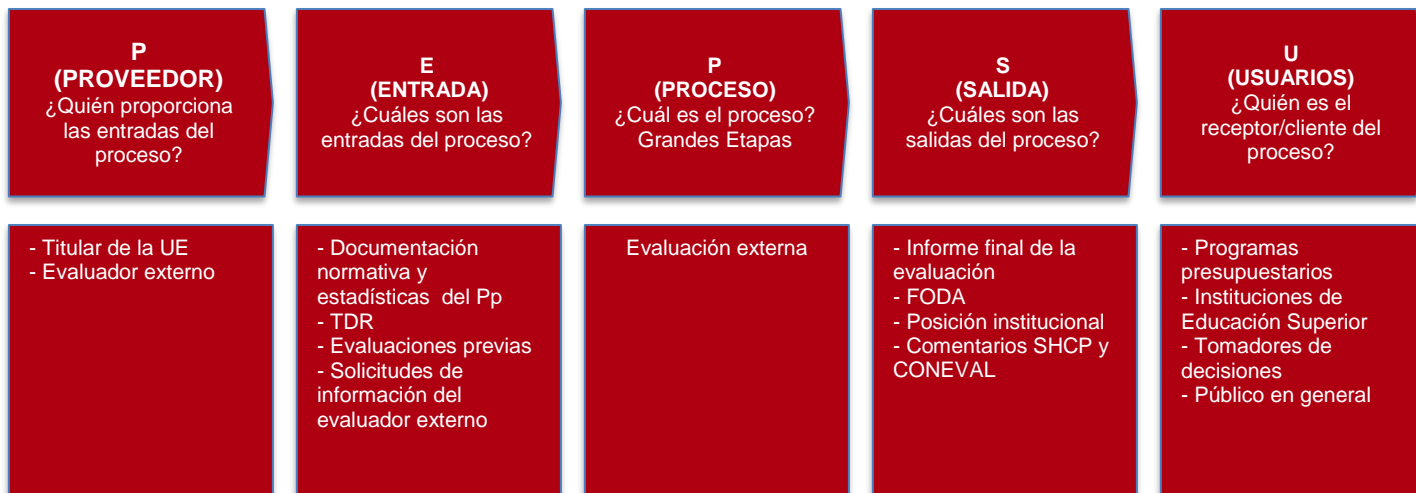 P
(PROVEEDOR)
¿Quién proporciona
las entradas del
proceso?
E
(ENTRADA)
¿Cuáles son las
entradas del proceso?
P
(PROCESO)
¿Cuál es el proceso?
Grandes Etapas
S
(SALIDA)
¿Cuáles son las
salidas del proceso?
U
(USUARIOS)
¿Quién es el
receptor/cliente del
proceso?
- Titular de la UE
- Evaluador externo
- Documentación
normativa y
estadísticas del Pp
- TDR
- Evaluaciones previas
- Solicitudes de
información del
evaluador externo
Evaluación externa
- Informe final de la
evaluación
- FODA
- Posición institucional
- Comentarios SHCP y
CONEVAL
- Programas
presupuestarios
- Instituciones de
Educación Superior
- Tomadores de
decisiones
- Público en general